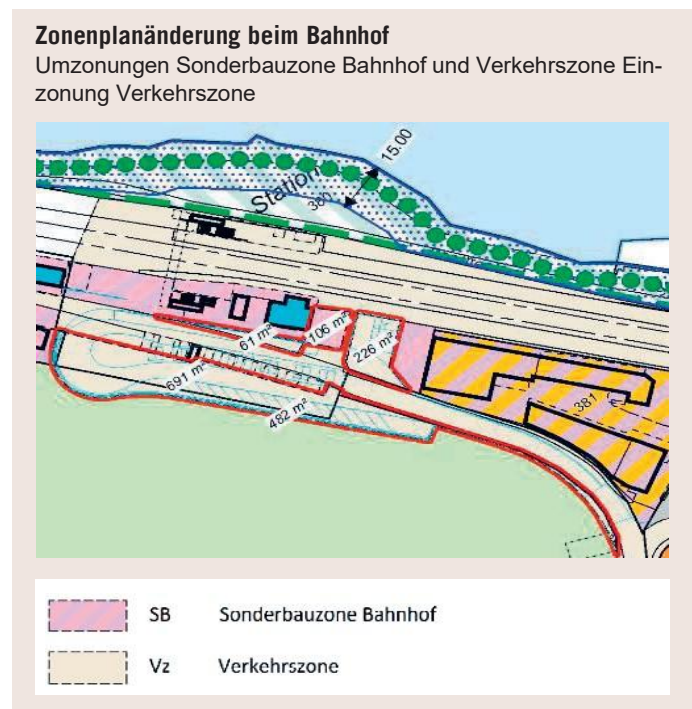 Zonenplanänderung beim Bahnhof
Umzonungen Sonderbauzone Bahnhof und Verkehrszone Ein-
zonung Verkehrszone
15.00
Station
380
61 m²
106 m²
226 m²
691 m²
482 m²
381
SB Sonderbauzone Bahnhof
Vz Verkehrszone